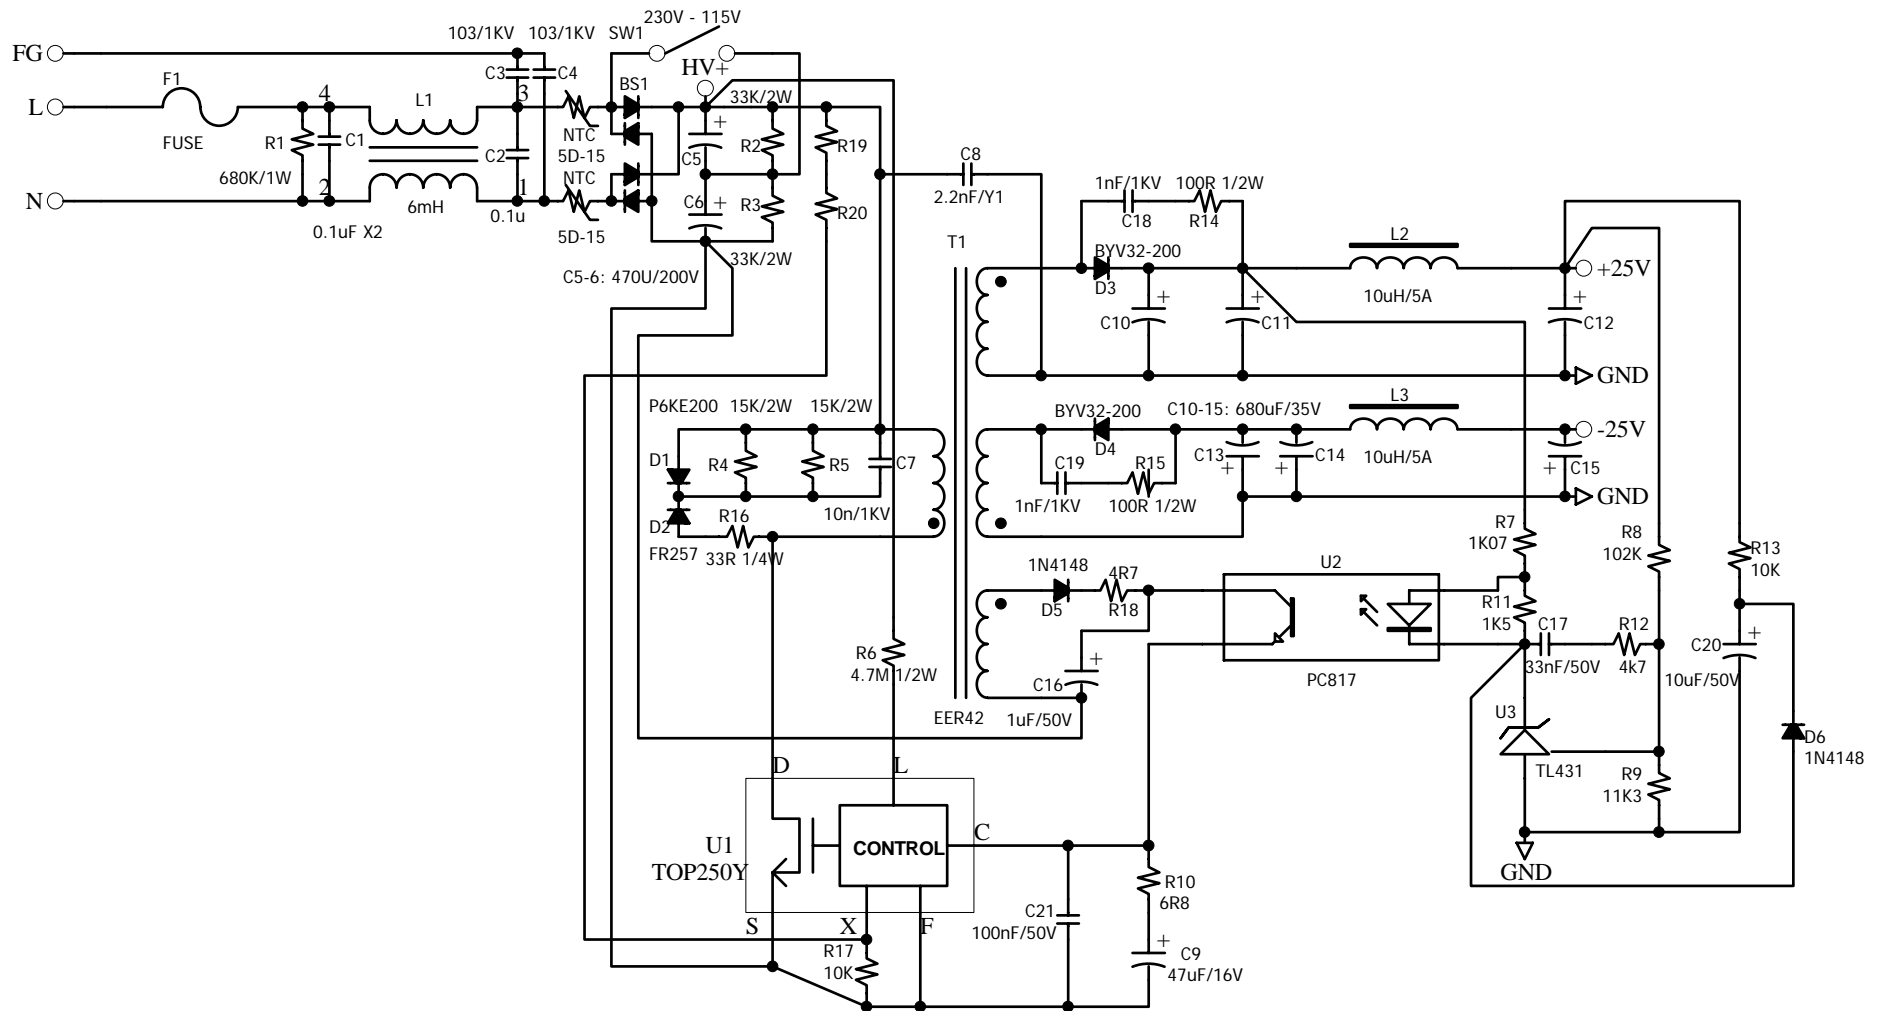 230V - 115V
103/1KV 103/1KV SW1
FG
HV+
F1 C3 C4 BS1
4 L1 3 33K/2W
L
FUSE R1 C1 C2 NTC C5 R2 R19
5D-15
680K/1W 2 1 NTC
N 6mH 0.1u C6 R3 R20
0.1uF X2 5D-15
33K/2W
C5-6: 470U/200V
C8
2.2nF/Y1
T1
1nF/1KV 100R 1/2W
C18 R14
BYV32-200
D3
L2
+25V
10uH/5A
C10 C11 C12
GND
P6KE200 15K/2W 15K/2W
BYV32-200 C10-15: 680uF/35V L3
-25V
D1 R4 R5 C7
D4
C19 R15 C13 C14 10uH/5A C15
1nF/1KV 100R 1/2W
GND
10n/1KV
D2 R16
FR257 33R 1/4W
R7
1K07
R8
102K
R13
10K
1N4148 4R7
D5 R18
U2
R11
1K5
C17 R12
33nF/50V 4k7
C20
10uF/50V
R6
4.7M 1/2W
C16
PC817
EER42 1uF/50V
U3
TL431
D6
1N4148
R9
11K3
D L
U1
TOP250Y
CONTROL
C
GND
R10
6R8
S X F
C21
100nF/50V
R17
10K
C9
47uF/16V